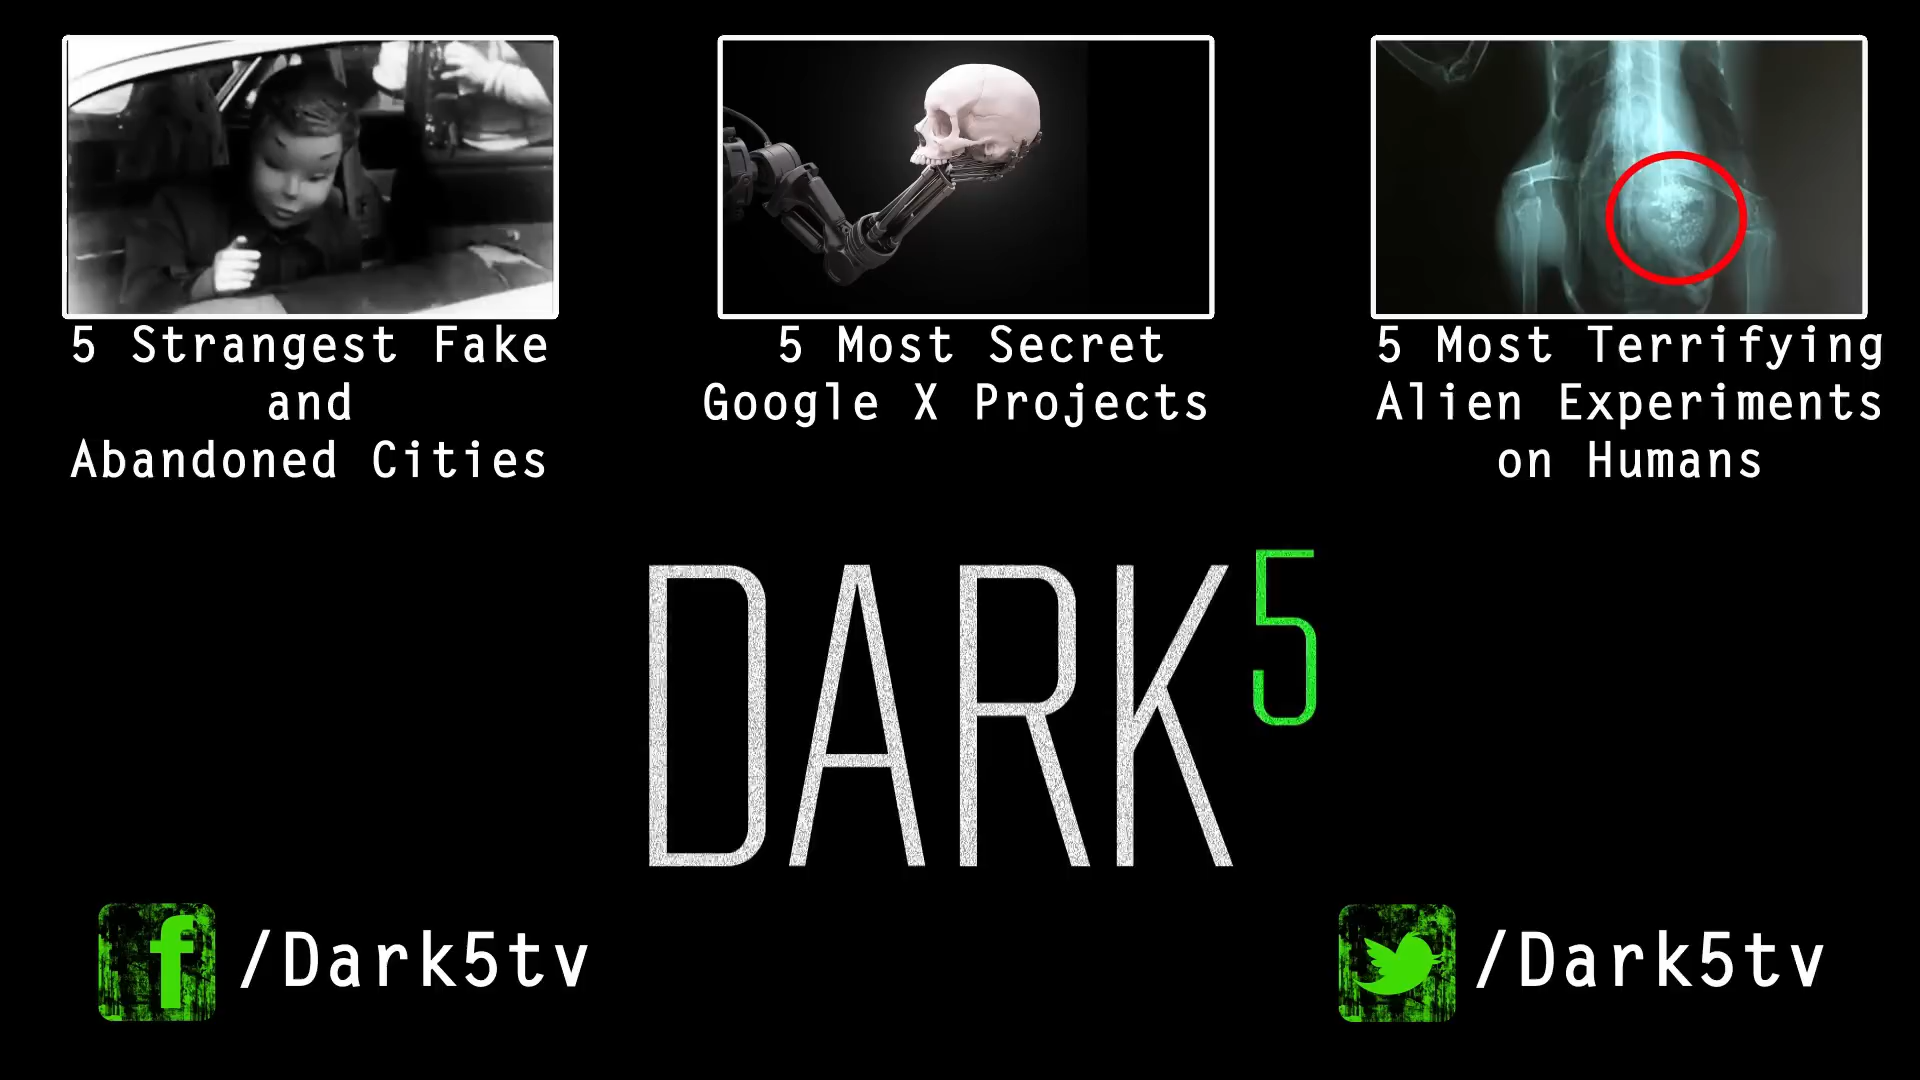 5 Strangest Fake
and
Abandoned Cities
5 Most Secret
Google X Projects
5 Most Terrifying
Alien Experiments
on Humans
DARK5
f /Dark5tv
/Dark5tv